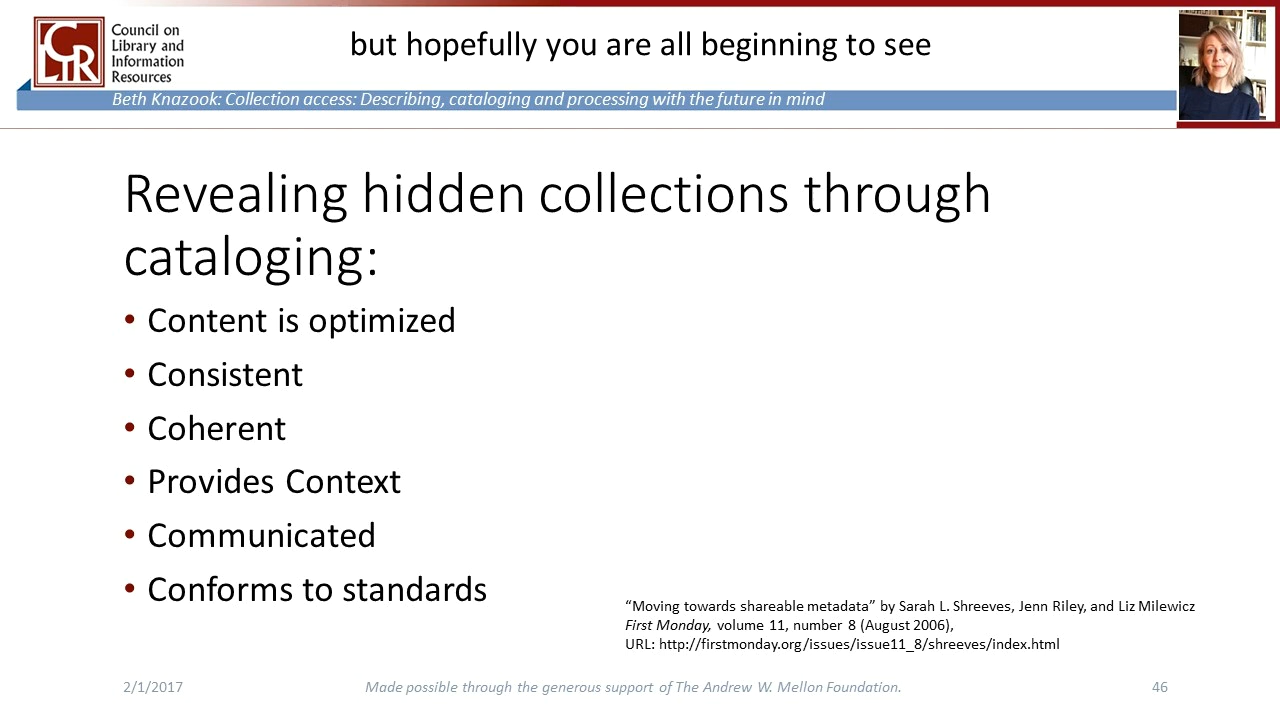 CLIR
Council on
Library and
Information
Resources
but hopefully you are all beginning to see
Beth Knazook: Collection access: Describing, cataloging and processing with the future in mind
Revealing hidden collections through
cataloging:
• Content is optimized
• Consistent
• Coherent
• Provides Context
• Communicated
• Conforms to standards
“Moving towards shareable metadata” by Sarah L. Shreeves, Jenn Riley, and Liz Milewicz
First Monday, volume 11, number 8 (August 2006),
URL: http://firstmonday.org/issues/issue11_8/shreeves/index.html
2/1/2017
Made possible through the generous support of The Andrew W. Mellon Foundation.
46